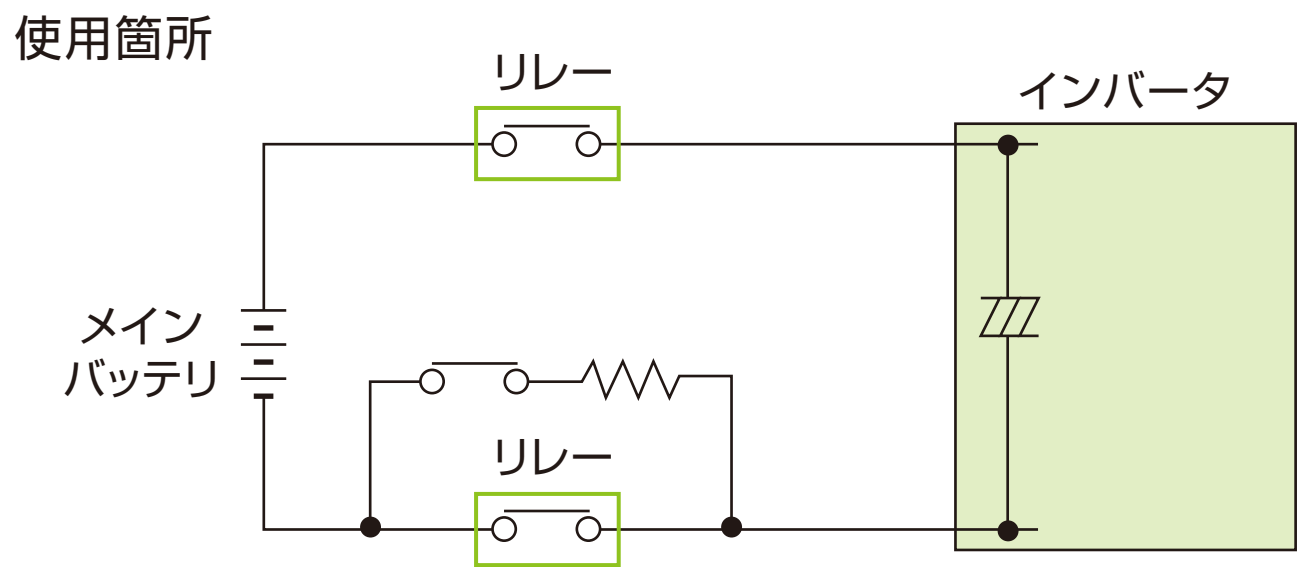 使用箇所
リレー
インバータ
メイン
バッテリ
リレー